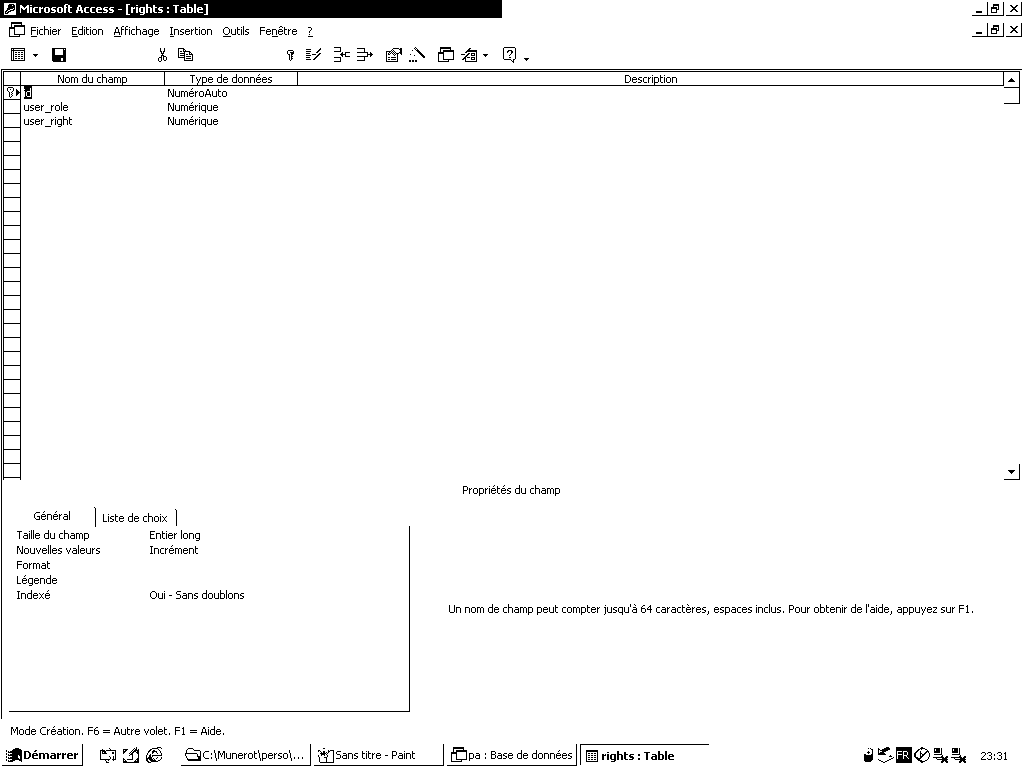 Microsoft Access - [rights : Table]
Fichier Edition Affichage Insertion Outils Fenêtre ?
Nom du champ Type de données Description
id NuméroAuto
user_role Numérique
user_right Numérique
Propriétés du champ
Général Liste de choix
Taille du champ Entier long
Nouvelles valeurs Incrément
Format
Légende
Indexé Oui - Sans doublons
Un nom de champ peut compter jusqu'à 64 caractères, espaces inclus. Pour obtenir de l'aide, appuyez sur F1.
Mode Création. F6 = Autre volet. F1 = Aide.
Démarrer C:\Munerot\perso\... Sans titre - Paint pa : Base de données rights : Table FR 23:31